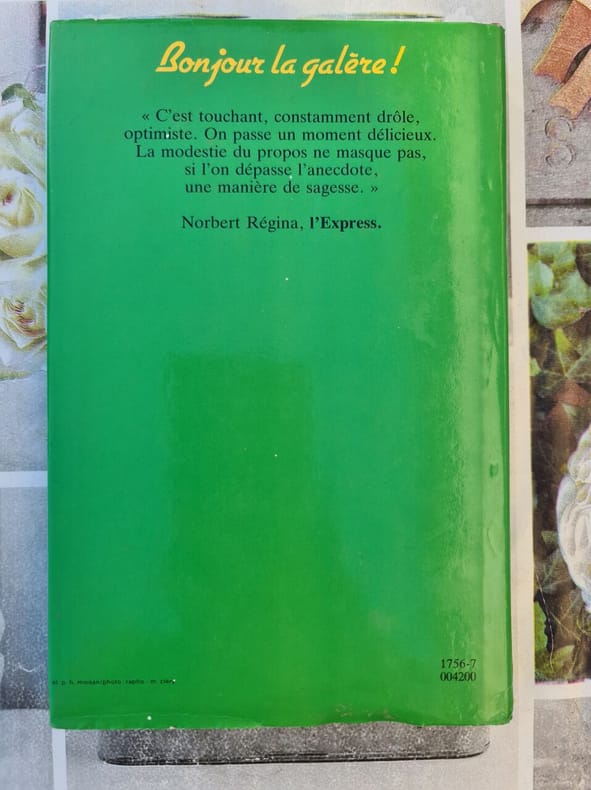 Bonjour la galère !
« C'est touchant, constamment drôle,
optimiste. On passe un moment délicieux.
La modestie du propos ne masque pas,
si l'on dépasse l'anecdote,
une manière de sagesse. »
Norbert Régina, l'Express.
1756-7
004200